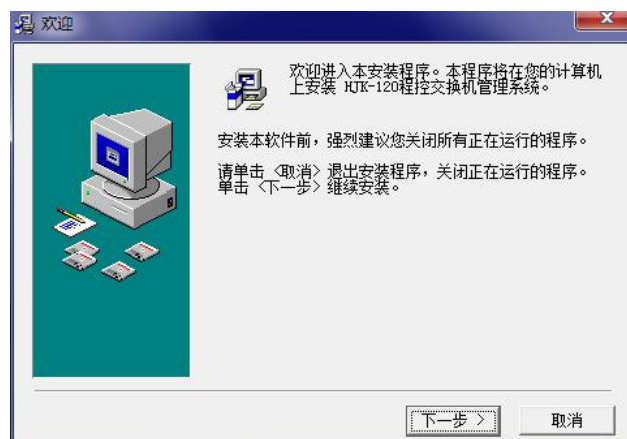 欢迎
欢迎进入本安装程序。本程序将在您的计算机
上安装 HJK-120程控交换机管理系统。
安装本软件前，强烈建议您关闭所有正在运行的程序。
请单击〈取消〉退出安装程序，关闭正在运行的程序。
单击〈下一步〉继续安装。
下一步 >
取消